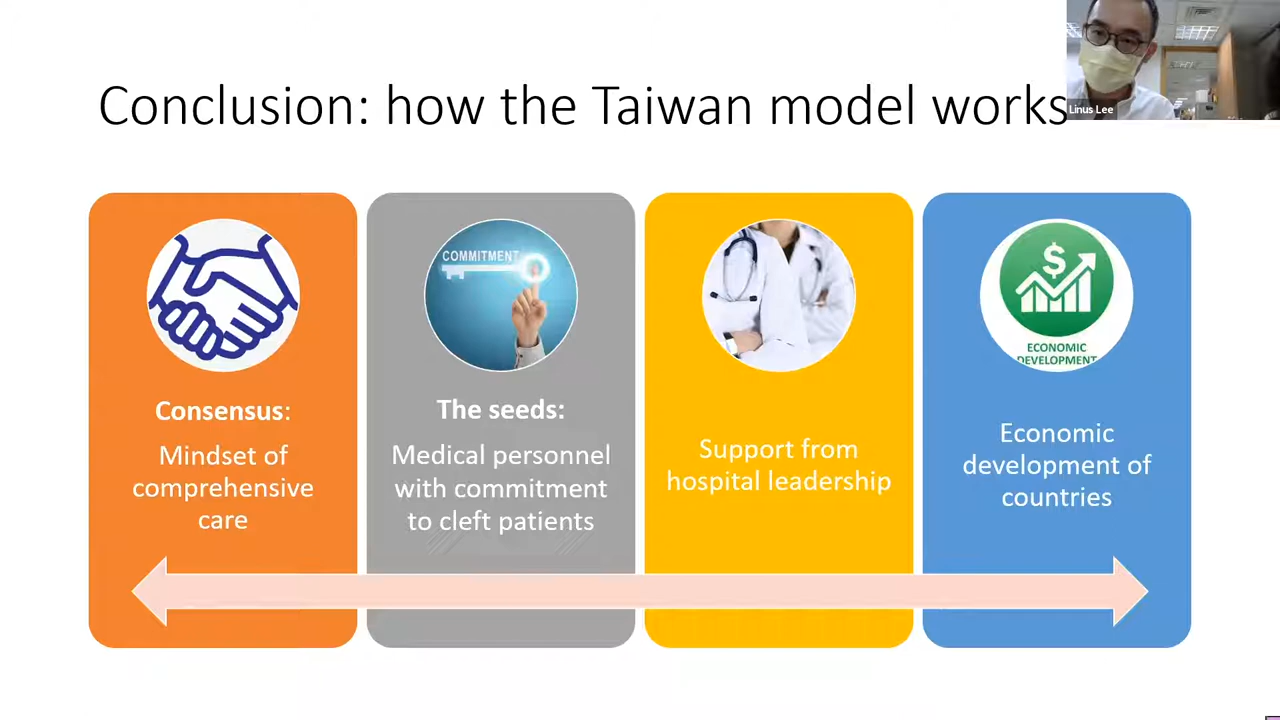 Conclusion: how the Taiwan model works
Linus Lee
COMMITMENT
ECONOMIC
DEVELOPMENT
Consensus:
Mindset of
comprehensive
care
The seeds:
Medical personnel
with commitment
to cleft patients
Support from
hospital leadership
Economic
development of
countries